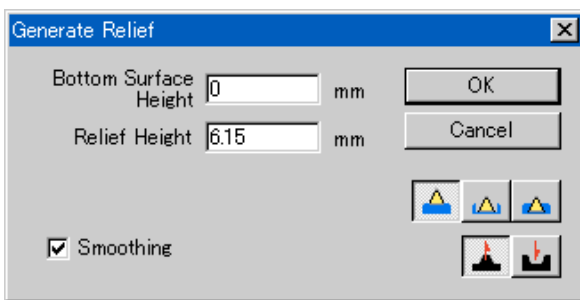 Generate Relief
Bottom Surface
Height
0
mm
OK
Relief Height
6.15
mm
Cancel
Smoothing